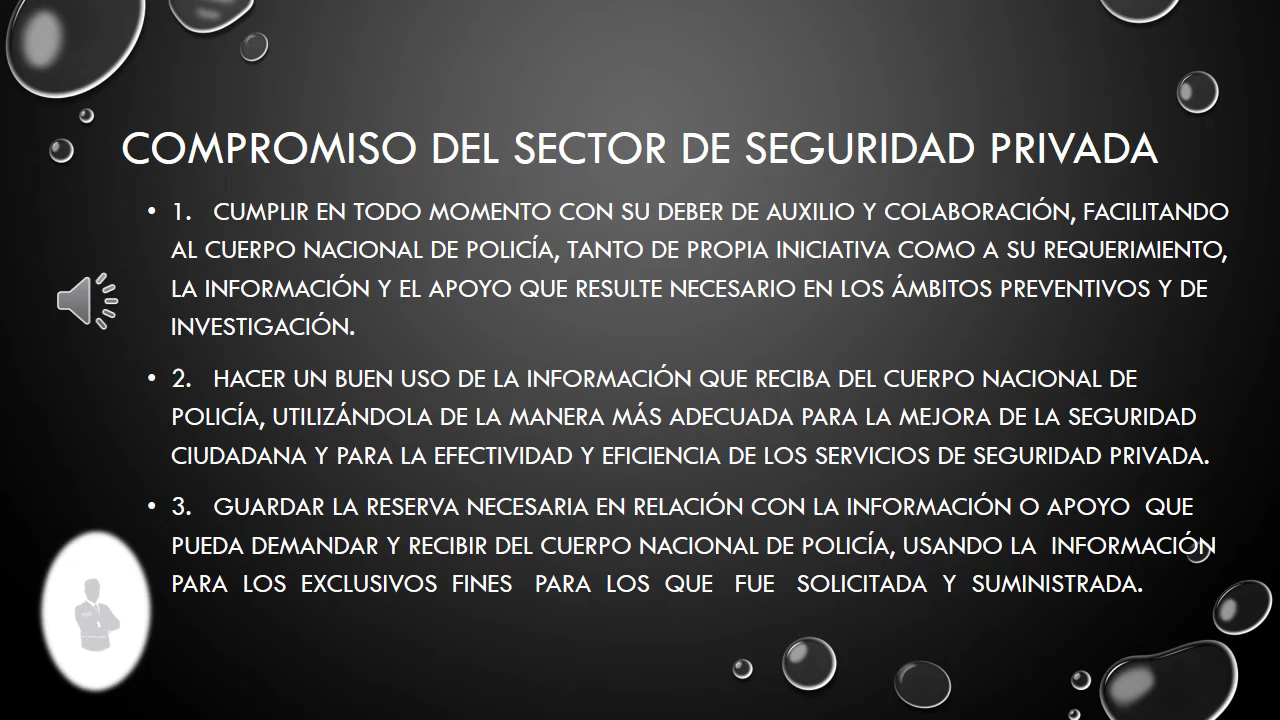 COMPROMISO DEL SECTOR DE SEGURIDAD PRIVADA
• 1. CUMPLIR EN TODO MOMENTO CON SU DEBER DE AUXILIO Y COLABORACIÓN, FACILITANDO
AL CUERPO NACIONAL DE POLICÍA, TANTO DE PROPIA INICIATIVA COMO A SU REQUERIMIENTO,
LA INFORMACIÓN Y EL APOYO QUE RESULTE NECESARIO EN LOS ÁMBITOS PREVENTIVOS Y DE
INVESTIGACIÓN.
• 2. HACER UN BUEN USO DE LA INFORMACIÓN QUE RECIBA DEL CUERPO NACIONAL DE
POLICÍA, UTILIZÁNDOLA DE LA MANERA MÁS ADECUADA PARA LA MEJORA DE LA SEGURIDAD
CIUDADANA Y PARA LA EFECTIVIDAD Y EFICIENCIA DE LOS SERVICIOS DE SEGURIDAD PRIVADA.
• 3. GUARDAR LA RESERVA NECESARIA EN RELACIÓN CON LA INFORMACIÓN O APOYO QUE
PUEDA DEMANDAR Y RECIBIR DEL CUERPO NACIONAL DE POLICÍA, USANDO LA INFORMACIÓN
PARA LOS EXCLUSIVOS FINES PARA LOS QUE FUE SOLICITADA Y SUMINISTRADA.